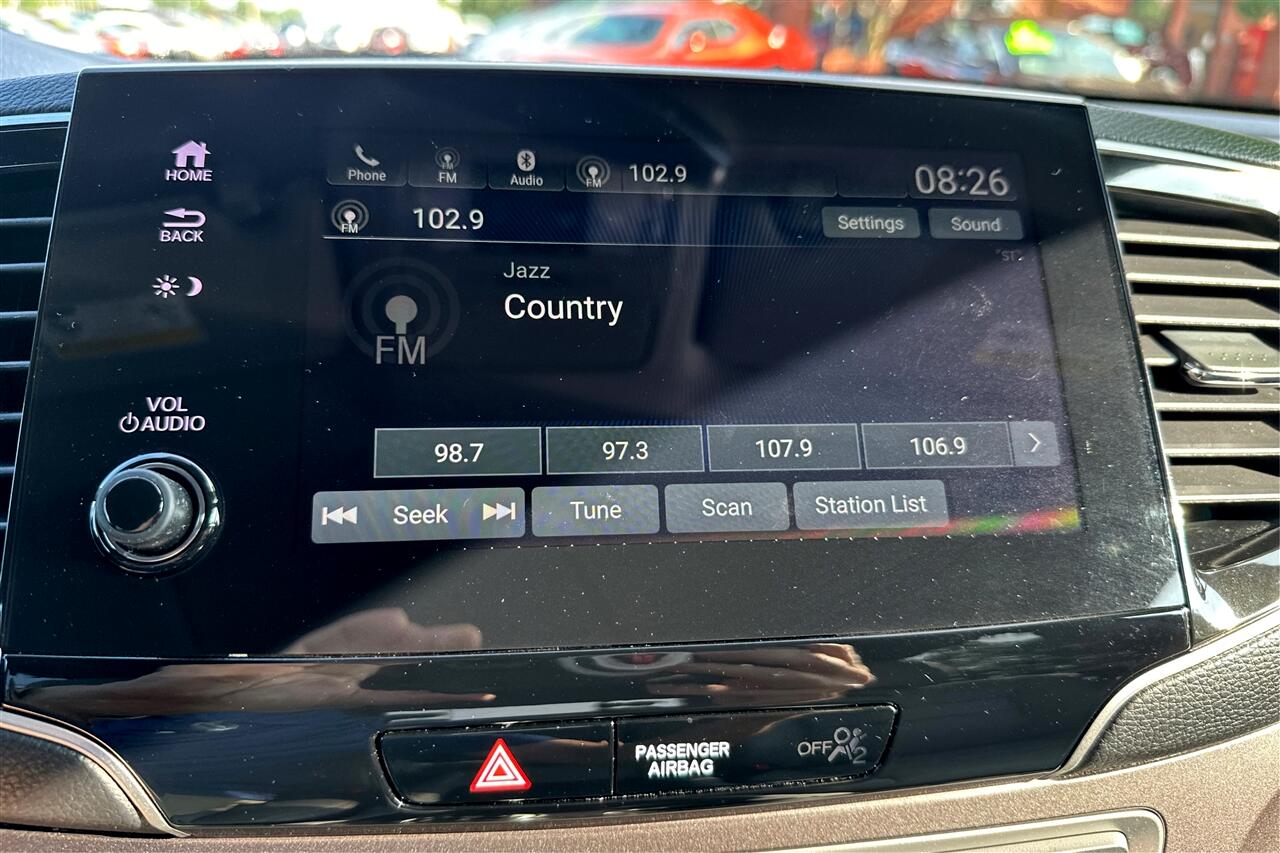 HOME
BACK
VOL
AUDIO
Phone
FM
Audio
FM 102.9
08:26
FM 102.9
Settings
Sound
ST
FM
Jazz
Country
98.7
97.3
107.9
106.9
Seek
Tune
Scan
Station List
PASSENGER
AIRBAG
OFF
2